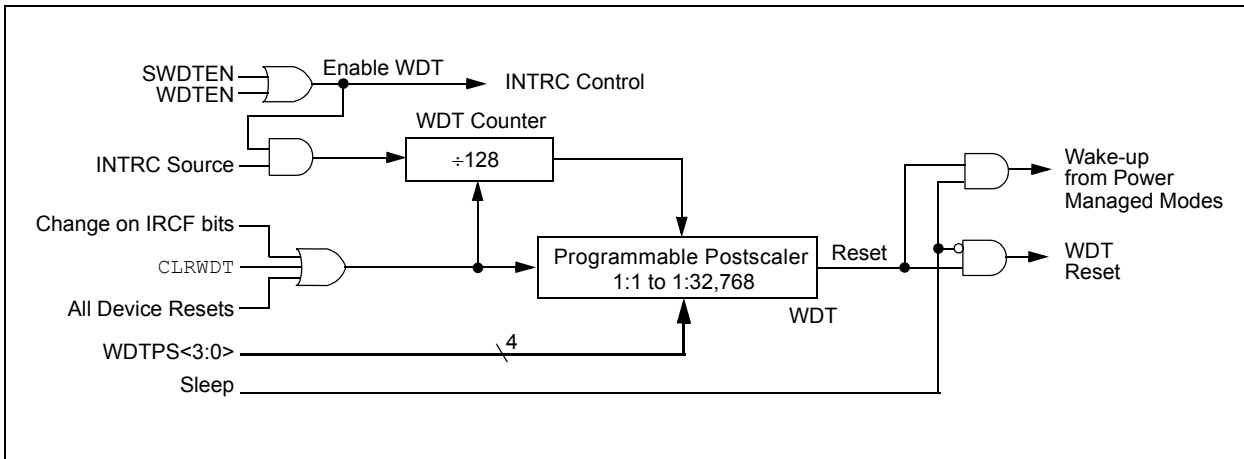 SWDTEN
WDTEN
Enable WDT
INTRC Control
WDT Counter
INTRC Source
÷128
Wake-up
from Power
Managed Modes
Change on IRCF bits
CLRWDT
All Device Resets
Programmable Postscaler
1:1 to 1:32,768
Reset
WDT
Reset
WDT
WDTPS<3:0>
4
Sleep